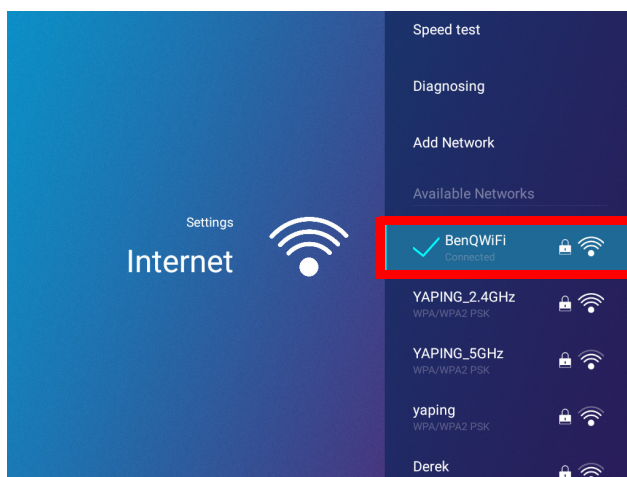 Speed test
Diagnosing
Add Network
Available Networks
Settings
Internet
BenQWiFi
Connected
YAPING_2.4GHz
WPA/WPA2 PSK
YAPING_5GHz
WPA/WPA2 PSK
yaping
WPA/WPA2 PSK
Derek